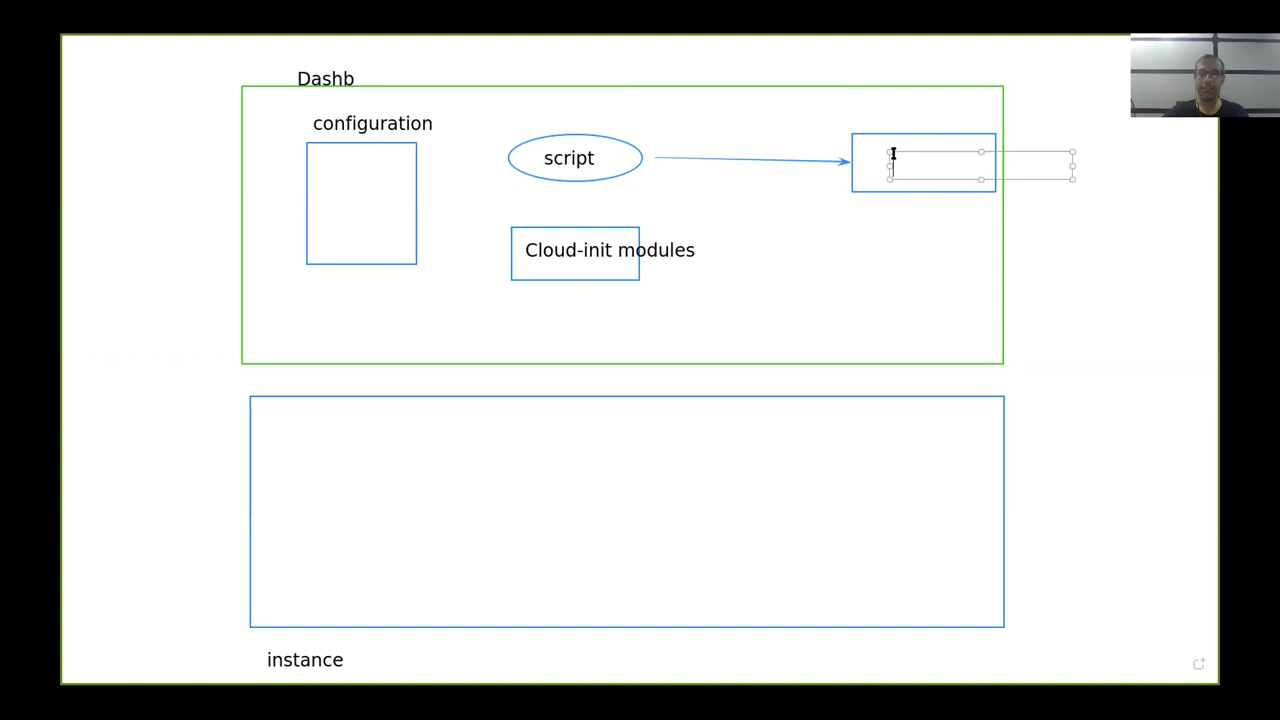 Dashb
configuration
script
Cloud-init modules
instance